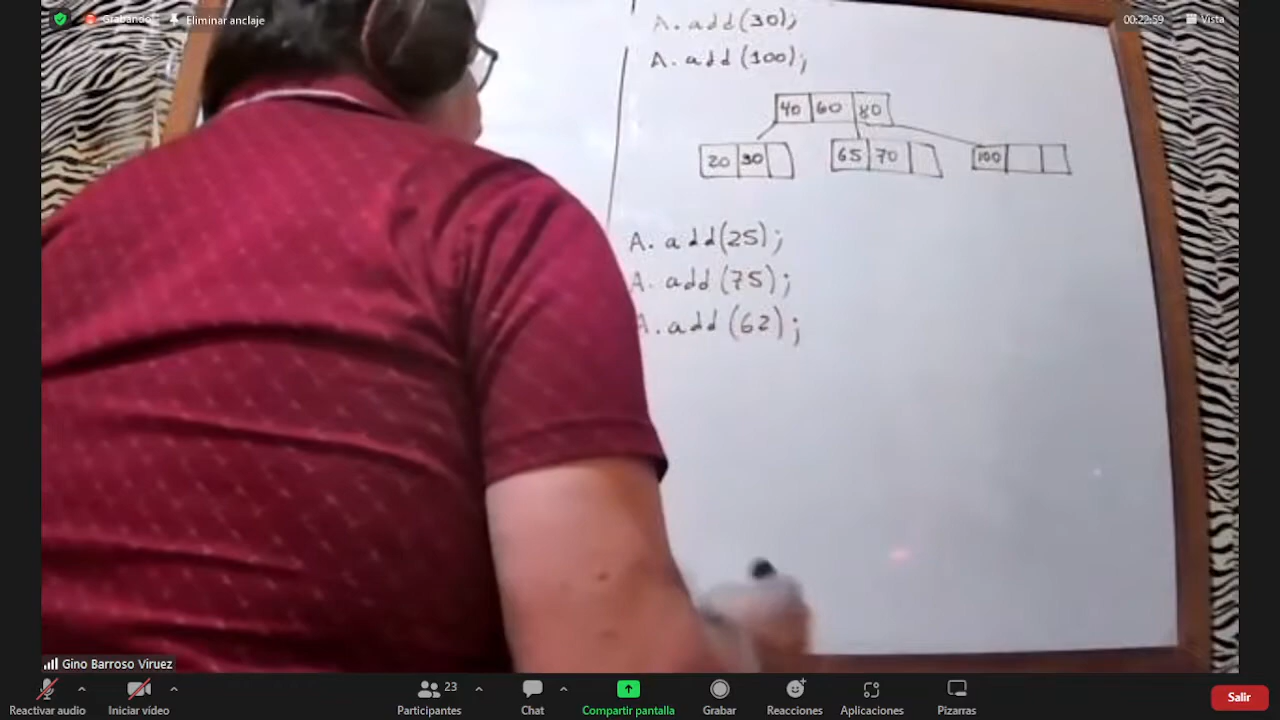 Grabando
Eliminar anclaje
00:22:59
Vista
A. add(30);
A. add(100);
40 60 80
20 30
65 70
100
A. add(25);
A. add(75);
A. add(62);
Gino Barroso Viruez
Reactivar audio
Iniciar video
Participantes
23
Chat
Compartir pantalla
Grabar
Reacciones
Aplicaciones
Pizarras
Salir